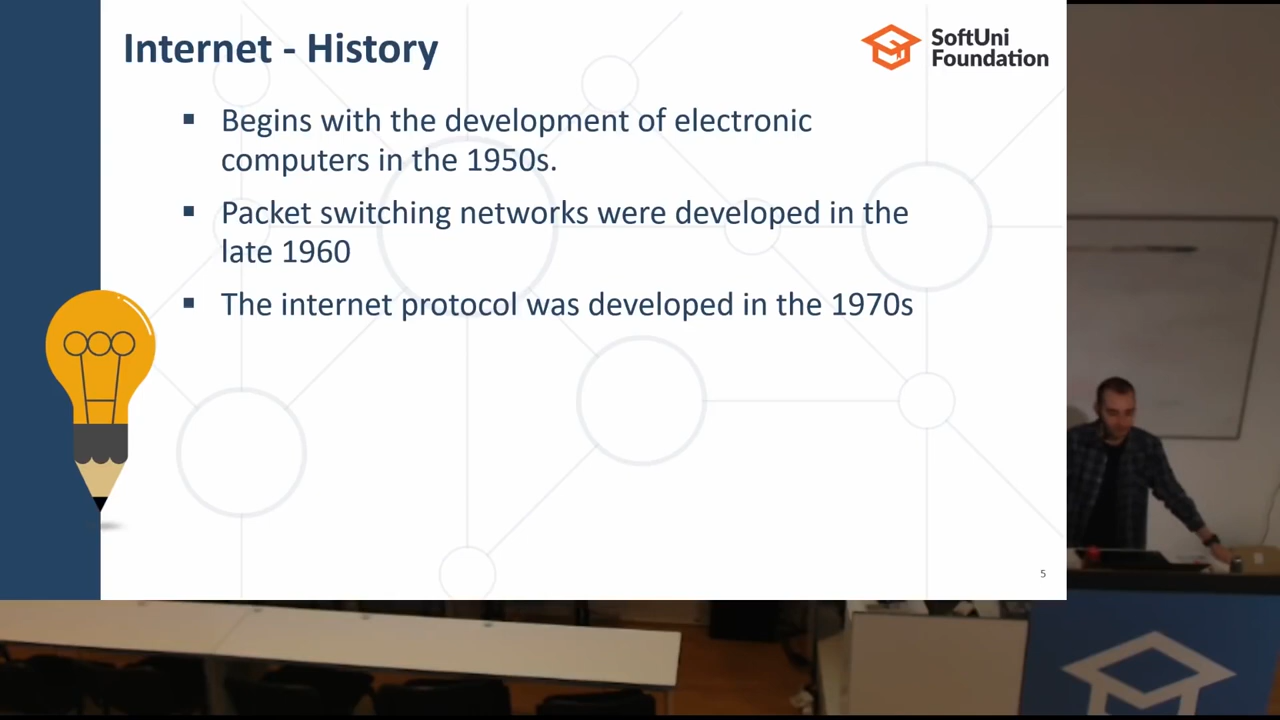 Internet - History
SoftUni
Foundation
▪ Begins with the development of electronic
computers in the 1950s.
▪ Packet switching networks were developed in the
late 1960
▪ The internet protocol was developed in the 1970s
5